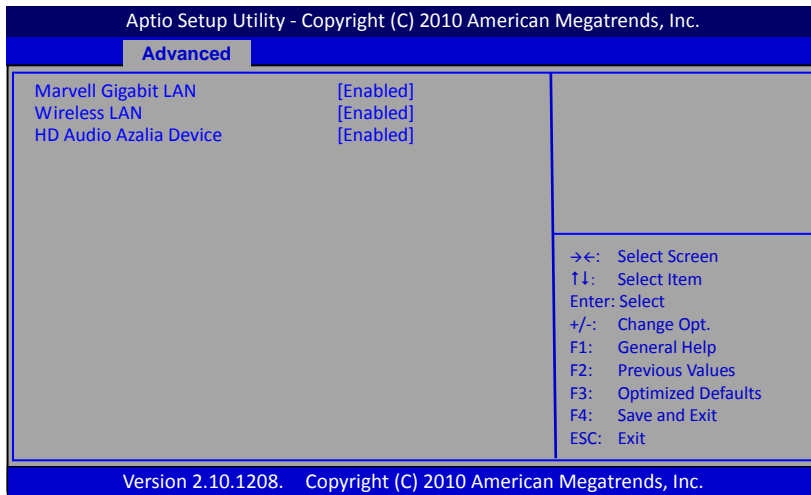 Aptio Setup Utility - Copyright (C) 2010 American Megatrends, Inc.
Advanced
Marvell Gigabit LAN [Enabled]
Wireless LAN [Enabled]
HD Audio Azalia Device [Enabled]
→←: Select Screen
↑↓: Select Item
Enter: Select
+/-: Change Opt.
F1: General Help
F2: Previous Values
F3: Optimized Defaults
F4: Save and Exit
ESC: Exit
Version 2.10.1208. Copyright (C) 2010 American Megatrends, Inc.